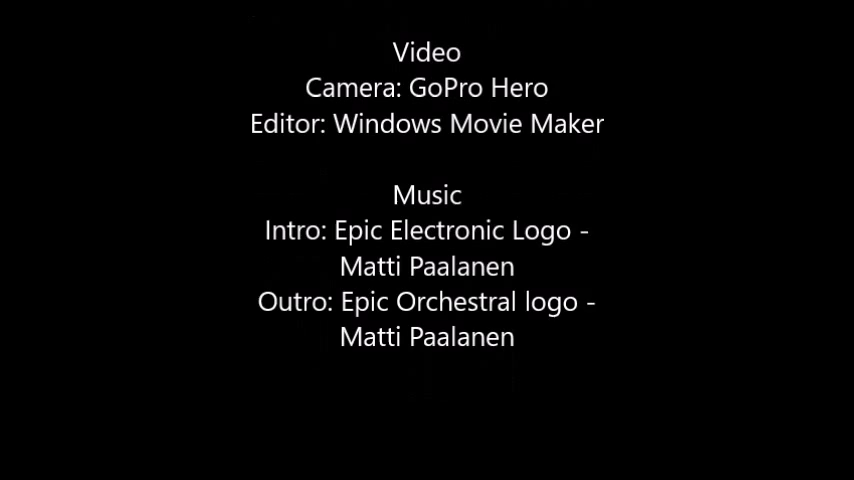 Video
Camera: GoPro Hero
Editor: Windows Movie Maker
Music
Intro: Epic Electronic Logo -
Matti Paalanen
Outro: Epic Orchestral logo -
Matti Paalanen